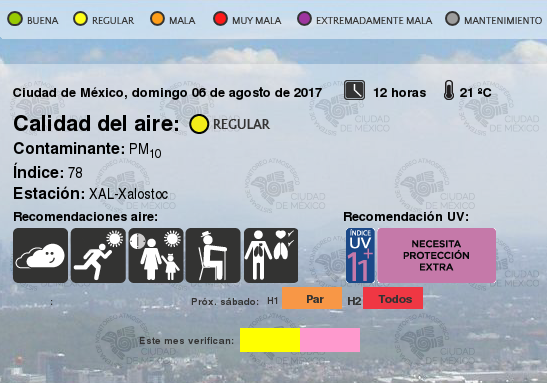 BUENA REGULAR MALA MUY MALA EXTREMADAMENTE MALA MANTENIMIENTO
Ciudad de México, domingo 06 de agosto de 2017 12 horas 21 ºC
Calidad del aire: REGULAR
Contaminante: PM10
Índice: 78
Estación: XAL-Xalostoc
Recomendaciones aire: Recomendación UV:
ÍNDICE UV 11+ NECESITA PROTECCIÓN EXTRA
: Próx. sábado: H1 Par H2 Todos
Este mes verifican:
CIUDAD DE MÉXICO